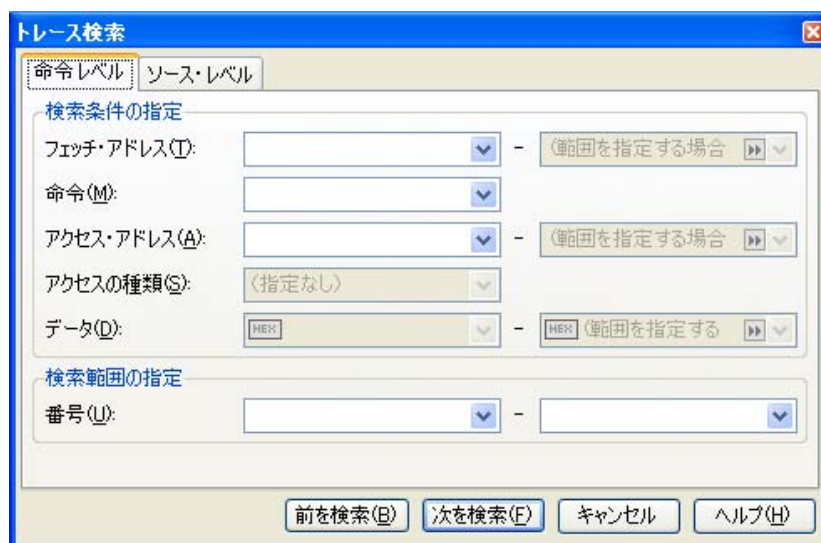 トレース検索
命令レベル ソース・レベル
検索条件の指定
フェッチ・アドレス(T): - (範囲を指定する場合
命令(M):
アクセス・アドレス(A): - (範囲を指定する場合
アクセスの種類(S): (指定なし)
データ(D): HEX - HEX (範囲を指定する
検索範囲の指定
番号(U): -
前を検索(B) 次を検索(F) キャンセル ヘルプ(H)